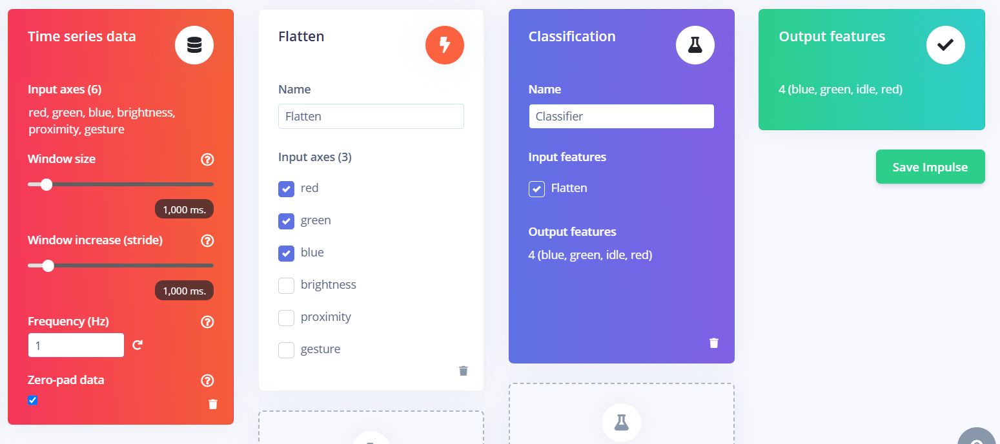 Time series data
Input axes (6)
red, green, blue, brightness,
proximity, gesture
Window size
1,000 ms.
Window increase (stride)
1,000 ms.
Frequency (Hz)
1
Zero-pad data
Flatten
Name
Flatten
Input axes (3)
red
green
blue
brightness
proximity
gesture
Classification
Name
Classifier
Input features
Flatten
Output features
4 (blue, green, idle, red)
Output features
4 (blue, green, idle, red)
Save Impulse